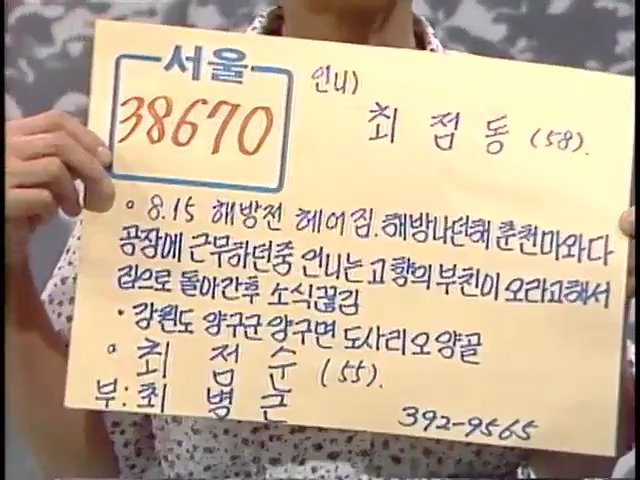 서울
38670
언니) 최 점 동 (58).
◦ 8.15 해방전 헤어짐. 해방나던해 춘천마와다
공장에 근무하던중 언니는 고향의 부친이 오라고해서
집으로 돌아간후 소식끊김
• 강원도 양구군 양구면 도사리 오양골
◦ 최 점 순 (55).
부: 최 병 근
392-9565